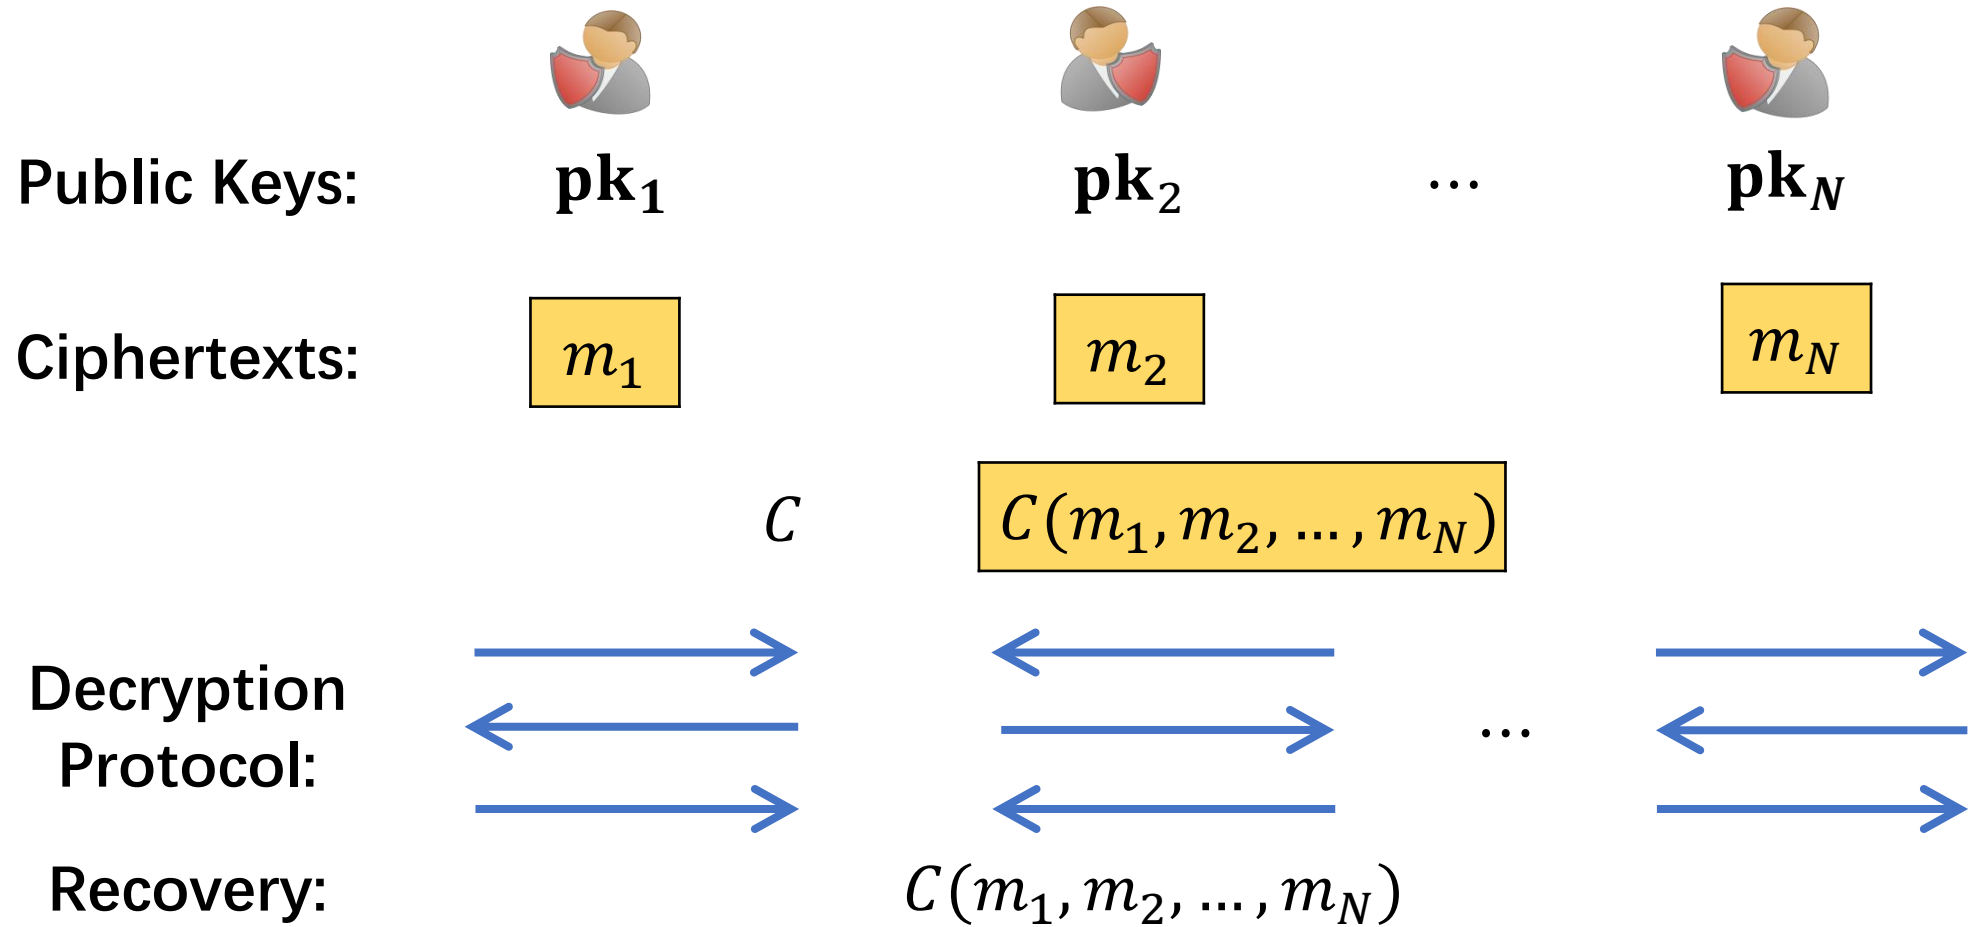 Public Keys: pk₁ pk₂ ... pk_N
Ciphertexts: m₁ m₂ m_N
C C(m₁, m₂, ..., m_N)
Decryption
Protocol: ...
Recovery: C(m₁, m₂, ..., m_N)